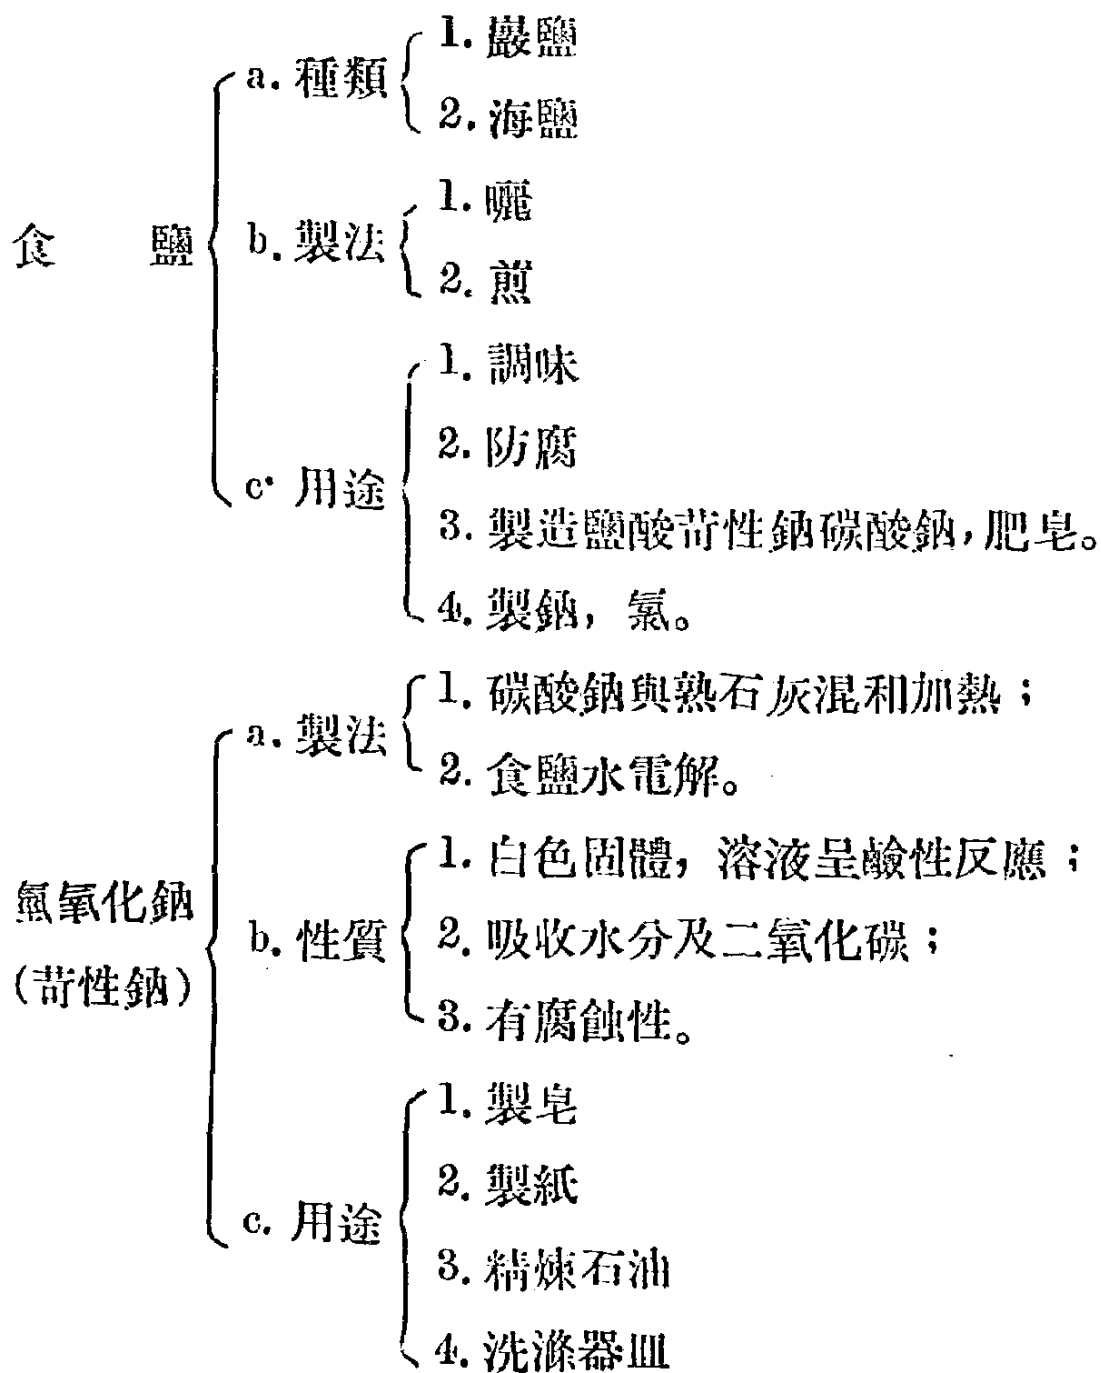 食鹽
a. 種類
1. 巖鹽
2. 海鹽
b. 製法
1. 曬
2. 煎
c. 用途
1. 調味
2. 防腐
3. 製造鹽酸苛性鈉碳酸鈉，肥皂。
4. 製鈉，氯。
氫氧化鈉
(苛性鈉)
a. 製法
1. 碳酸鈉與熟石灰混和加熱；
2. 食鹽水電解。
b. 性質
1. 白色固體，溶液呈鹼性反應；
2. 吸收水分及二氧化碳；
3. 有腐蝕性。
c. 用途
1. 製皂
2. 製紙
3. 精煉石油
4. 洗滌器皿